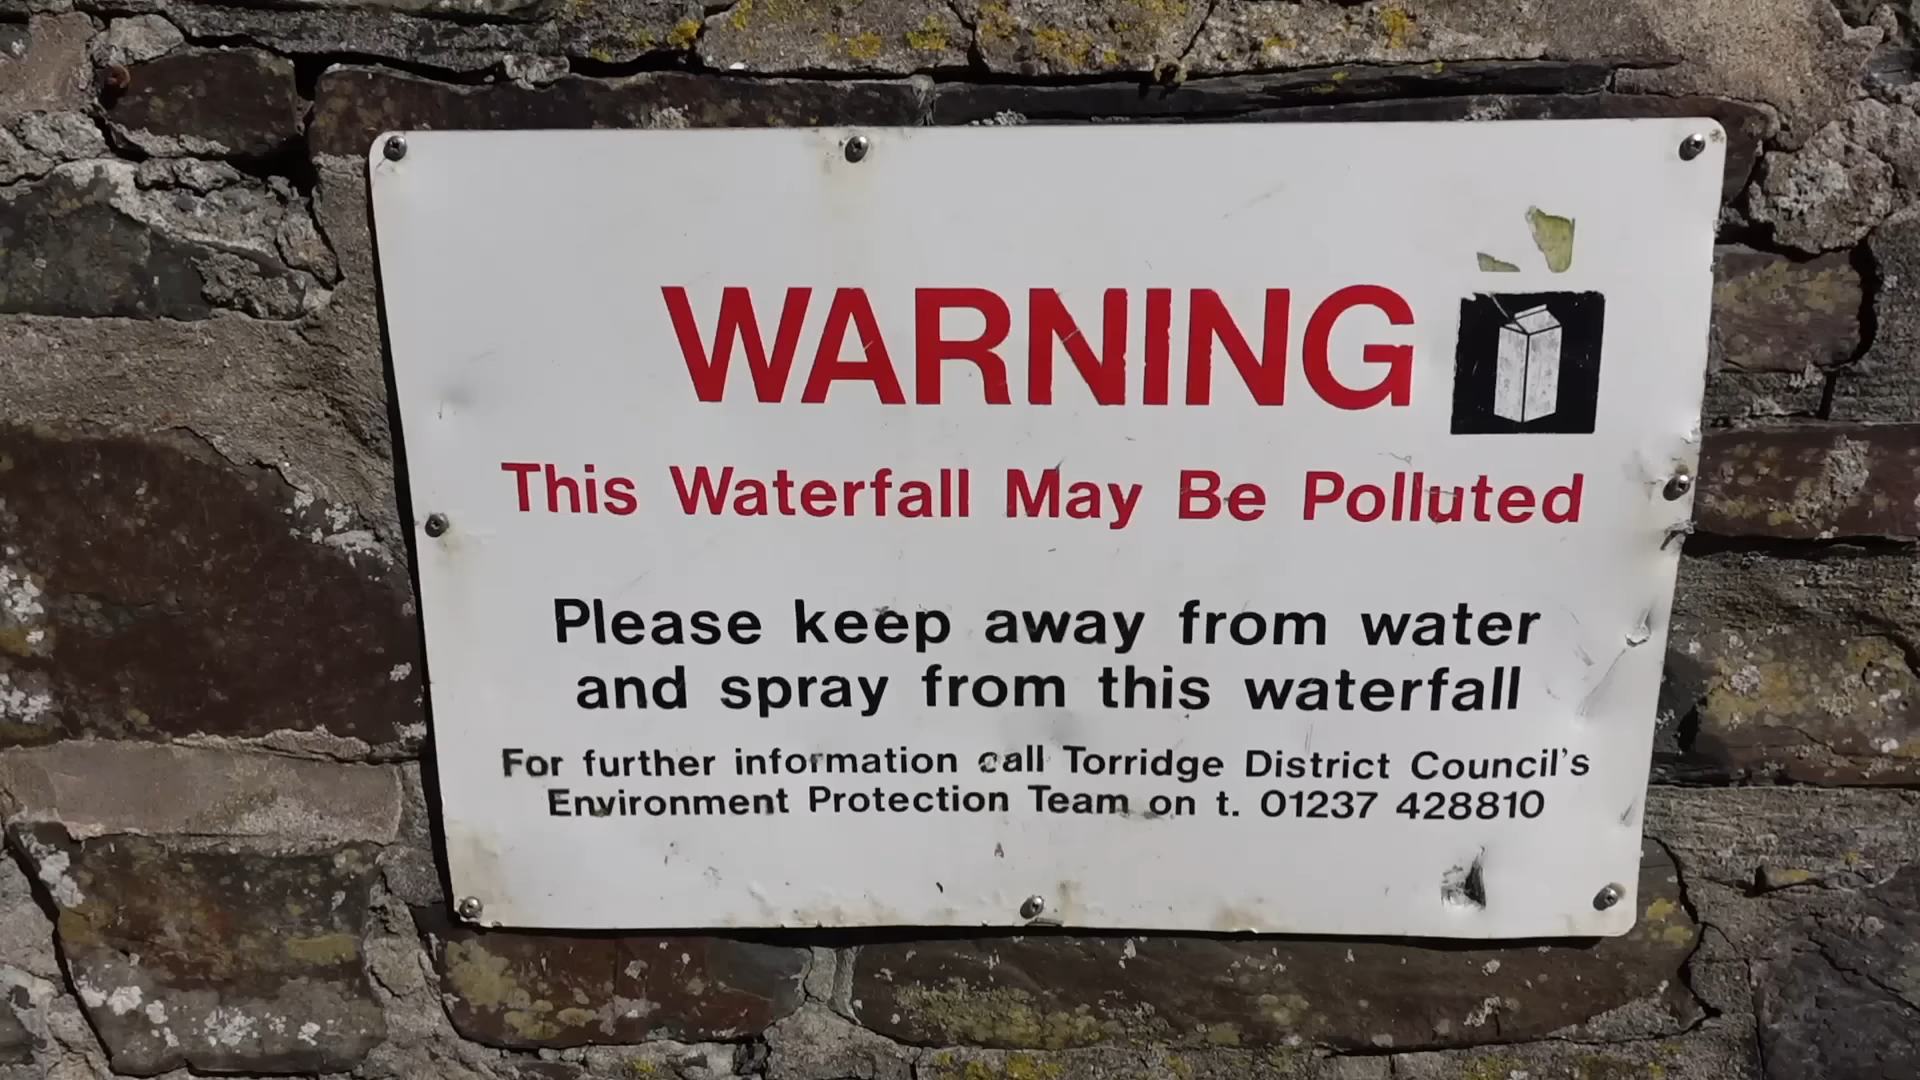 WARNING
This Waterfall May Be Polluted
Please keep away from water
and spray from this waterfall
For further information call Torridge District Council's
Environment Protection Team on t. 01237 428810